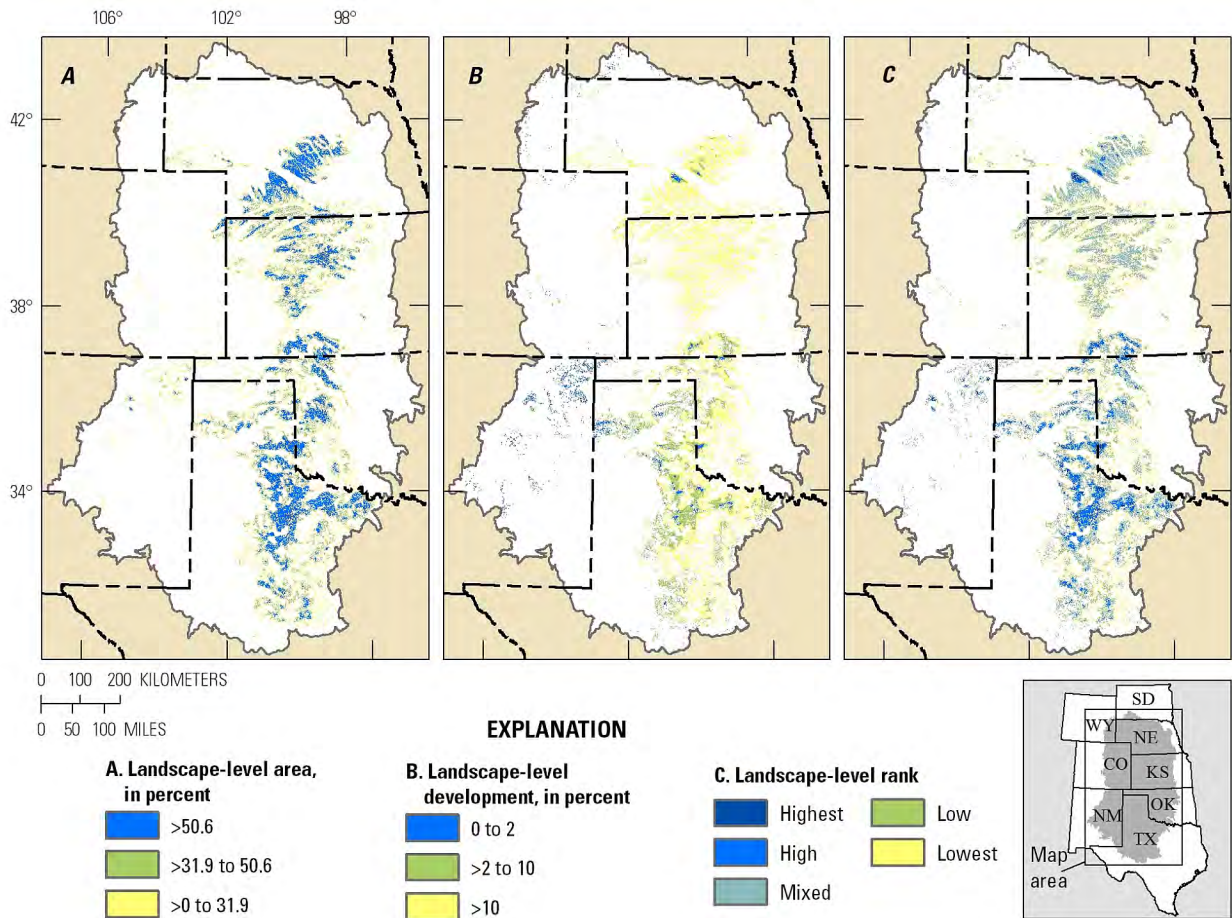 106° 102° 98°
A B C
42°
38°
34°
0 100 200 KILOMETERS
0 50 100 MILES
EXPLANATION
A. Landscape-level area,
in percent
>50.6
>31.9 to 50.6
>0 to 31.9
B. Landscape-level
development, in percent
0 to 2
>2 to 10
>10
C. Landscape-level rank
Highest
High
Mixed
Low
Lowest
SD
WY
NE
CO
KS
OK
NM
TX
Map
area